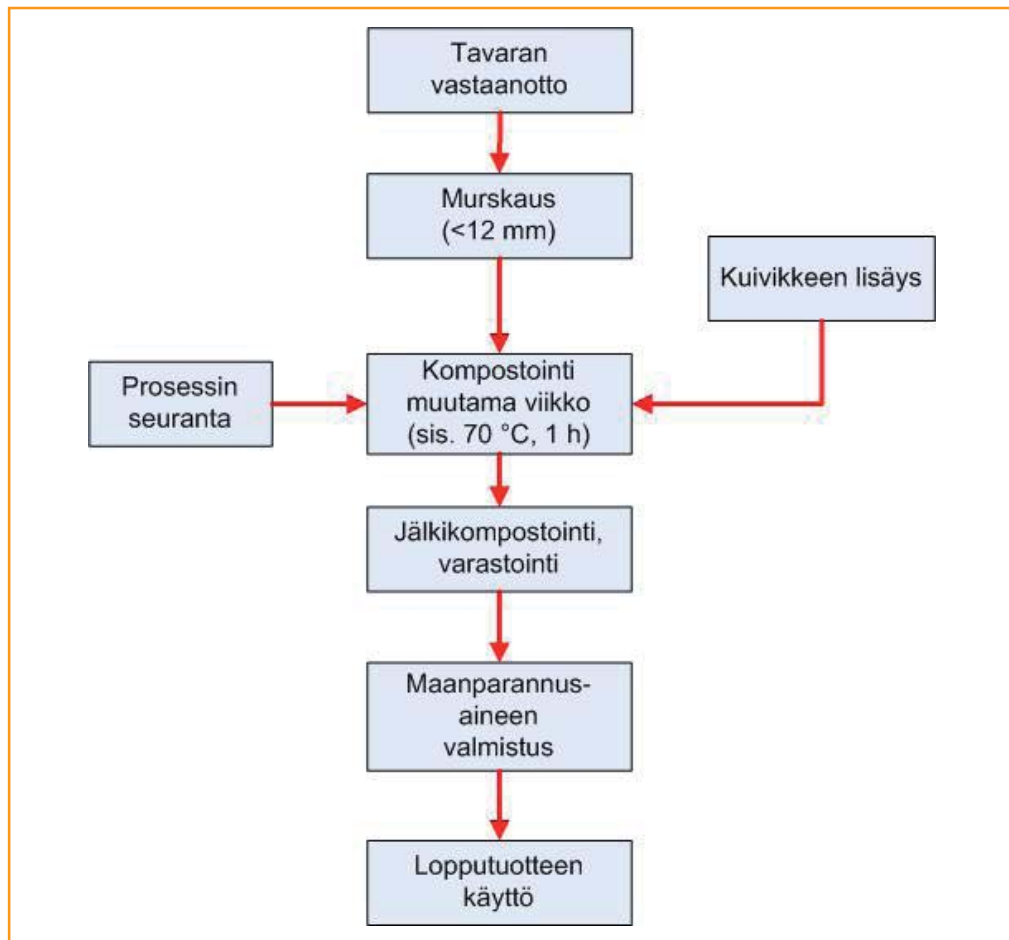 Tavaran
vastaanotto
Murskaus
(<12 mm)
Kuivikkeen lisäys
Prosessin
seuranta
Kompostointi
muutama viikko
(sis. 70 °C, 1 h)
Jälkikompostointi,
varastointi
Maanparannus-
aineen
valmistus
Lopputuotteen
käyttö